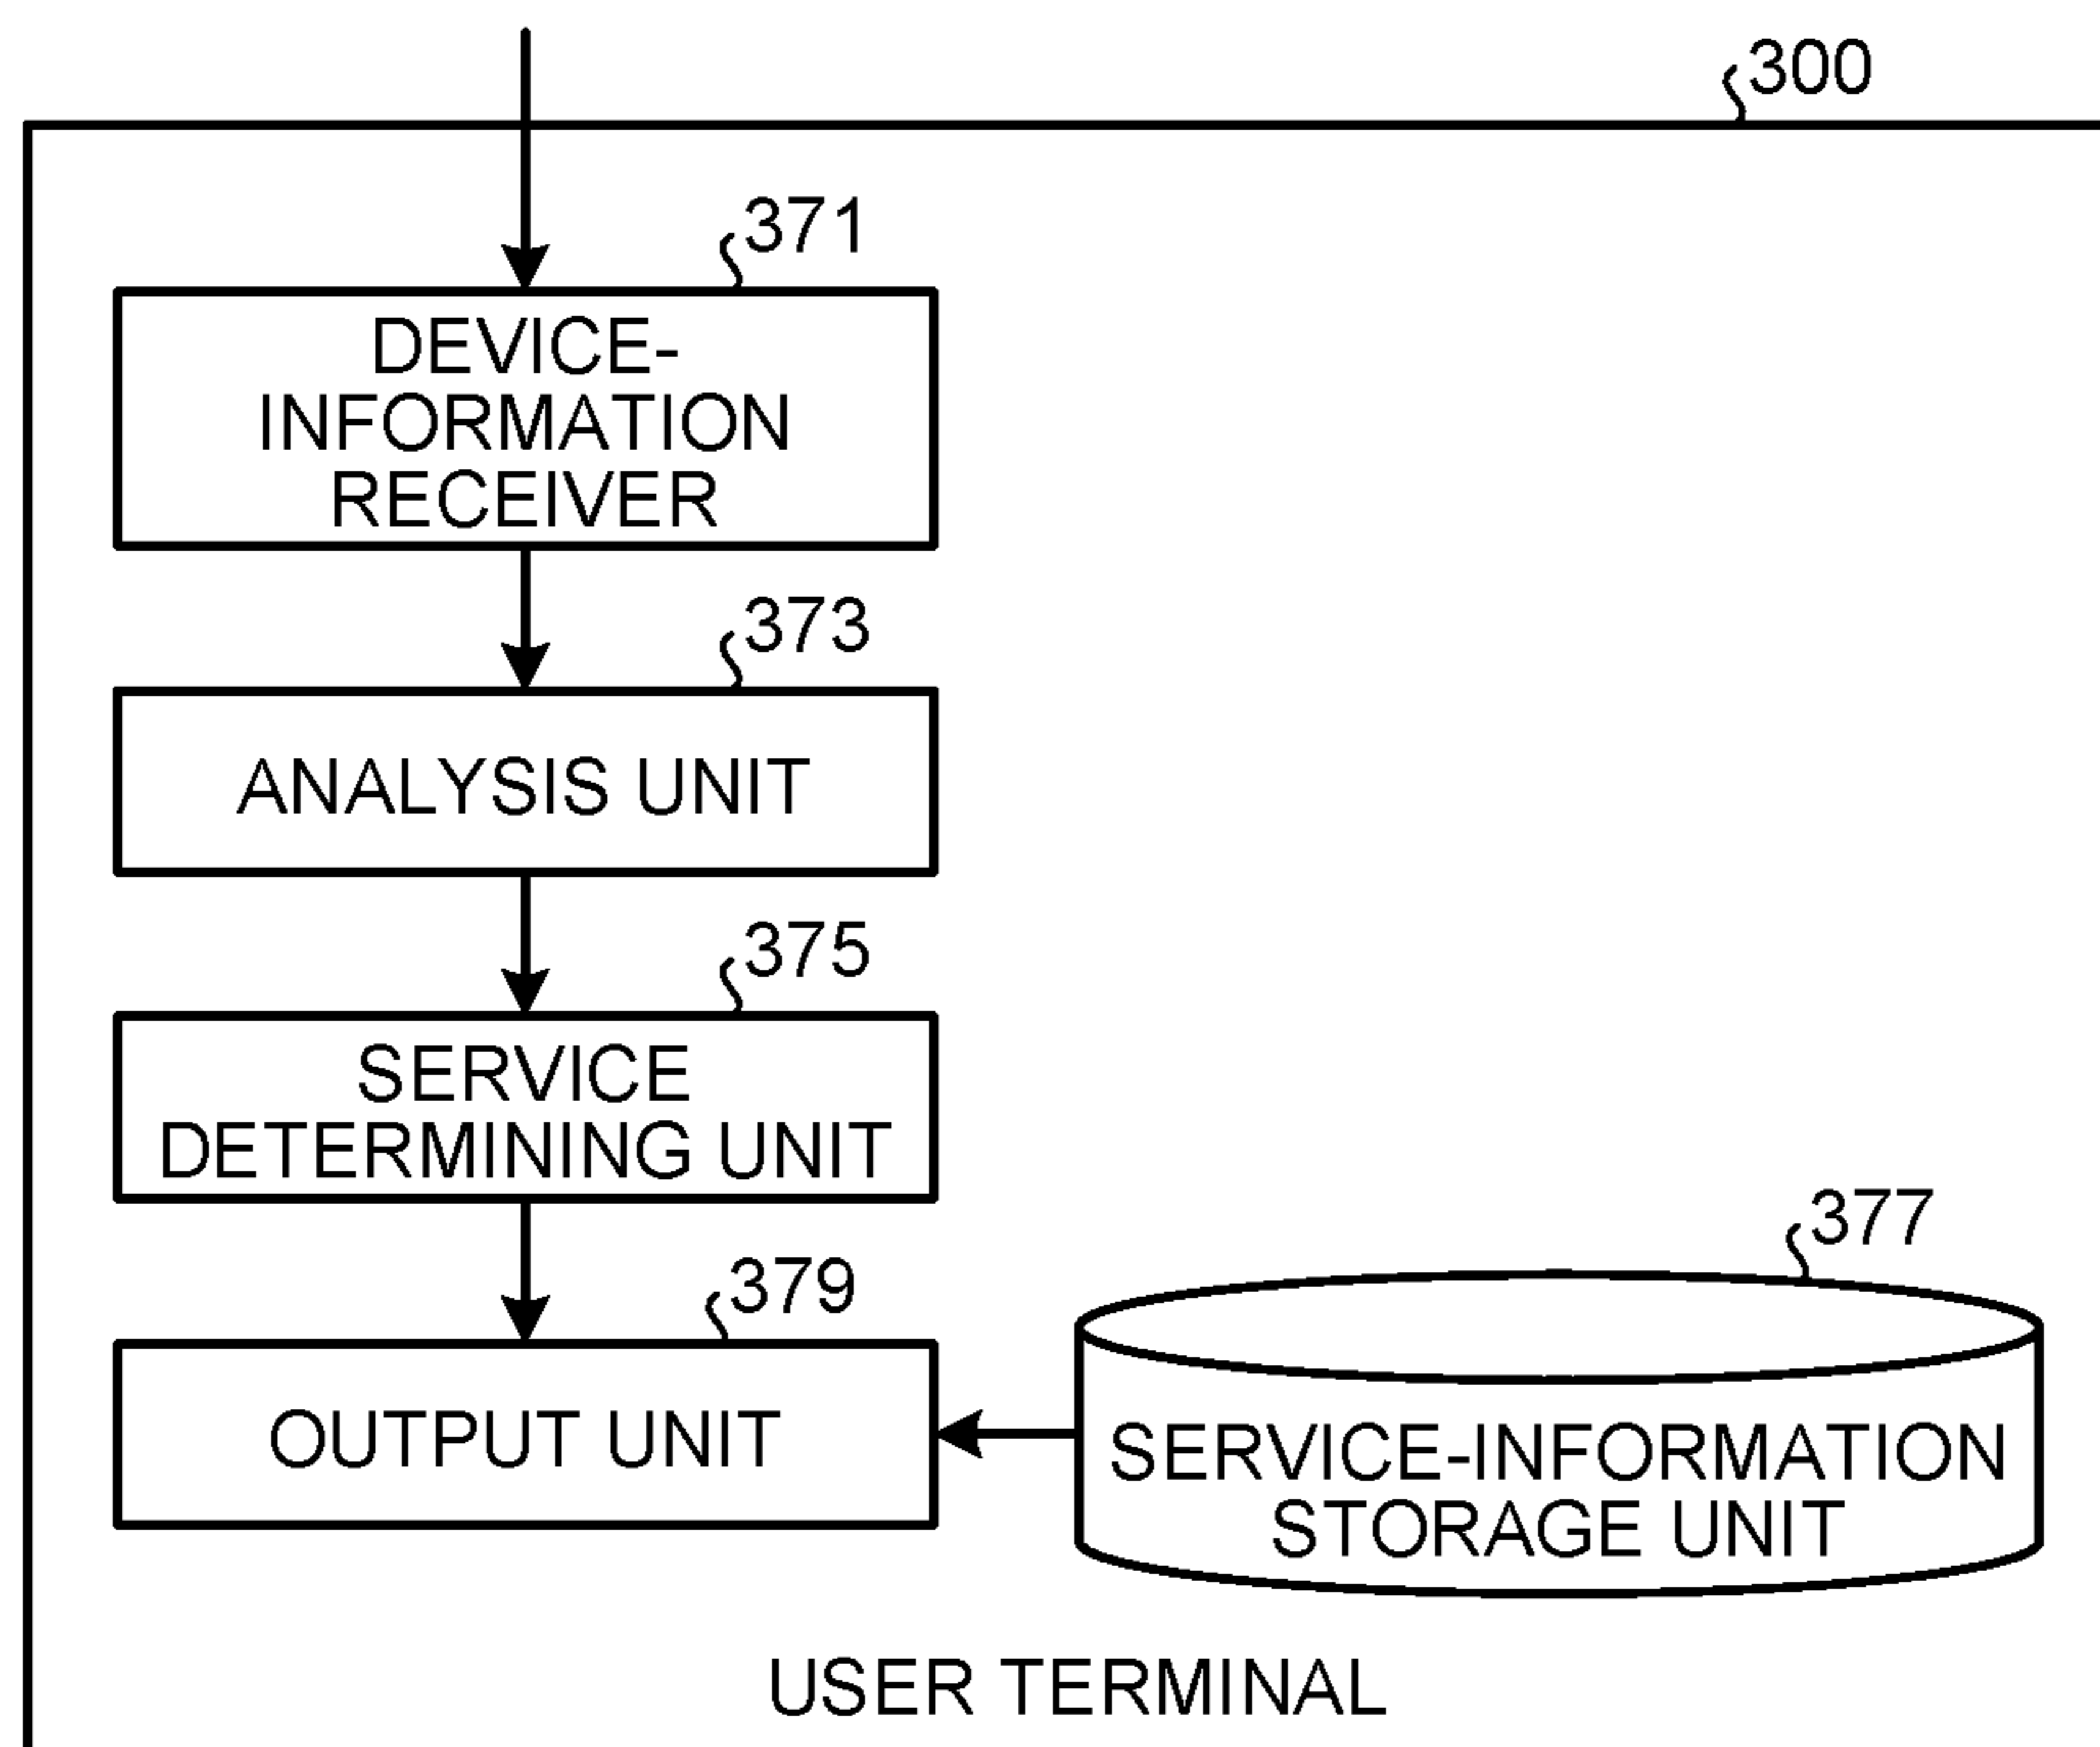 300
371
DEVICE-
INFORMATION
RECEIVER
373
ANALYSIS UNIT
375
SERVICE
DETERMINING UNIT
379
OUTPUT UNIT
377
SERVICE-INFORMATION
STORAGE UNIT
USER TERMINAL